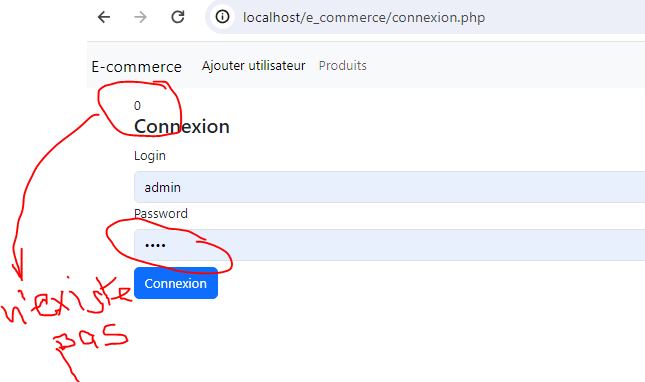 localhost/e_commerce/connexion.php
E-commerce Ajouter utilisateur Produits
0
Connexion
Login
admin
Password
••••
Connexion
n'existe
pas